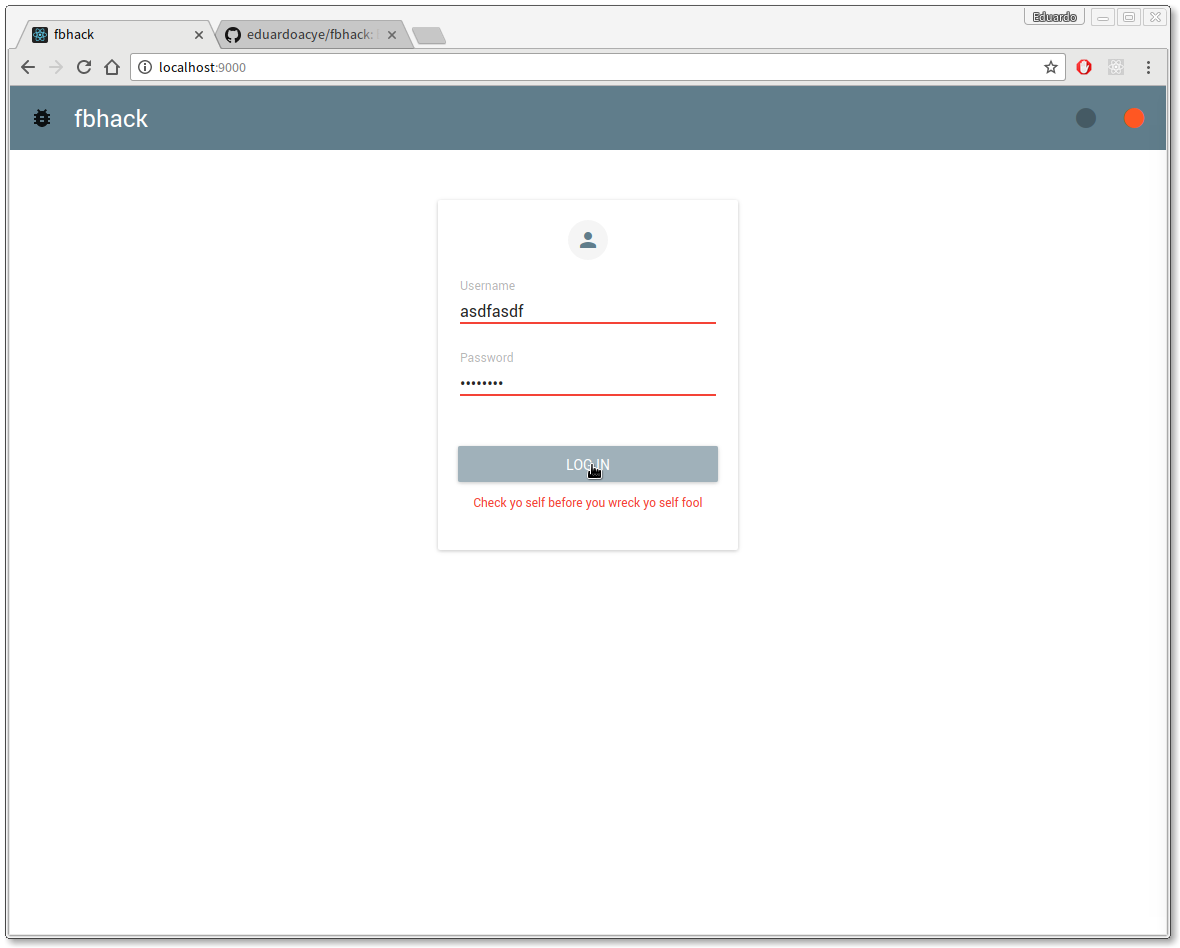 Eduardo
fbhack
eduardoacye/fbhack:
localhost:9000
fbhack
Username
asdfasdf
Password
••••••••
LOG IN
Check yo self before you wreck yo self fool